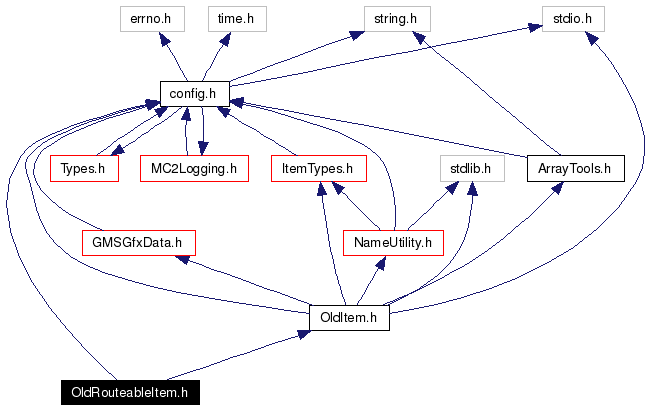 errno.h
time.h
string.h
stdio.h
config.h
Types.h
MC2Logging.h
ItemTypes.h
stdlib.h
ArrayTools.h
GMSGfxData.h
NameUtility.h
OldItem.h
OldRouteableItem.h